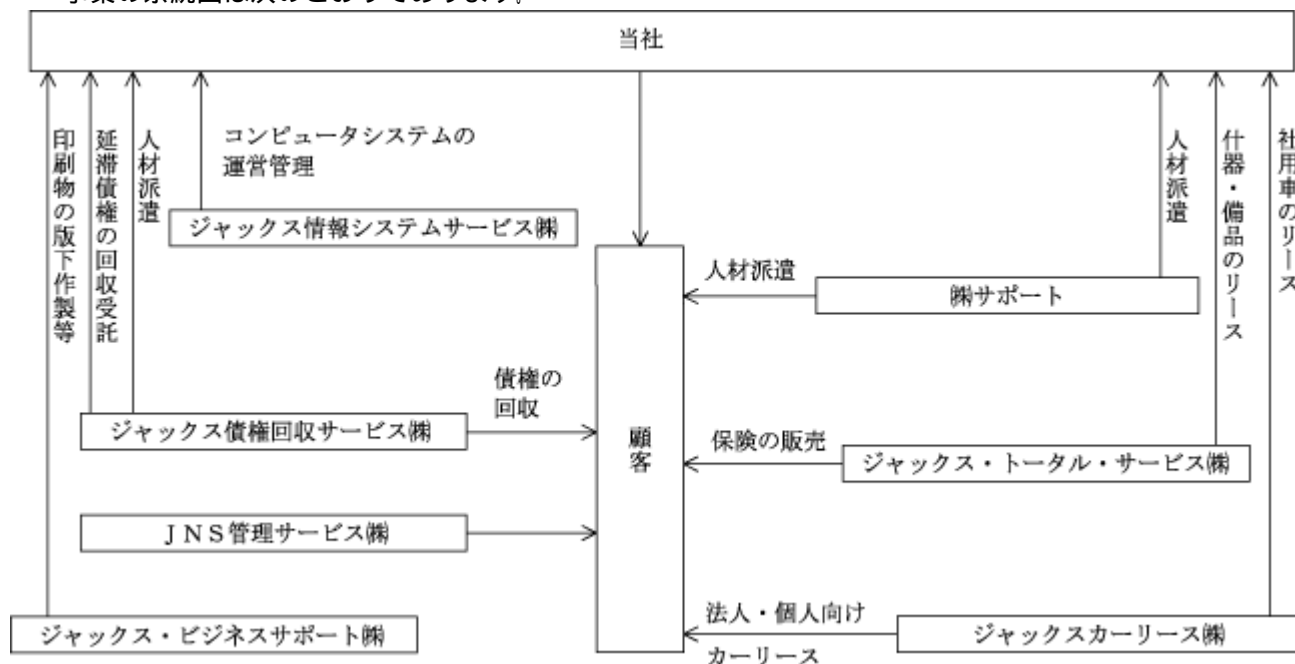 事業の系統図は次のとおりであります。
当社
印刷物の版下作製等
延滞債権の回収受託
人材派遣
コンピュータシステムの
運営管理
人材派遣
什器・備品のリース
社用車のリース
ジャックス情報システムサービス㈱
人材派遣
㈱サポート
債権の
回収
ジャックス債権回収サービス㈱
顧客
保険の販売
ジャックス・トータル・サービス㈱
JNS管理サービス㈱
法人・個人向け
カーリース
ジャックス・ビジネスサポート㈱
ジャックスカーリース㈱